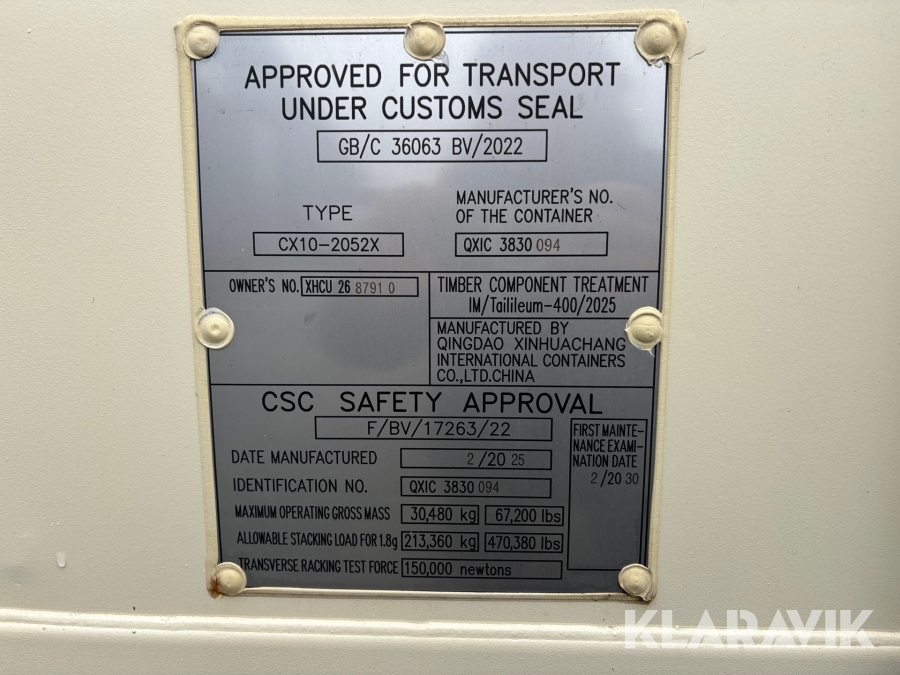 APPROVED FOR TRANSPORT
UNDER CUSTOMS SEAL
GB/C 36063 BV/2022
TYPE
CX10-2052X
MANUFACTURER'S NO.
OF THE CONTAINER
QXIC 3830 094
OWNER'S NO. XHCU 26 8791 0
TIMBER COMPONENT TREATMENT
IM/Tailileum-400/2025
MANUFACTURED BY
QINGDAO XINHUACHANG
INTERNATIONAL CONTAINERS
CO.,LTD.CHINA
CSC SAFETY APPROVAL
F/BV/17263/22
DATE MANUFACTURED 2/20 25
IDENTIFICATION NO. QXIC 3830 094
MAXIMUM OPERATING GROSS MASS 30,480 kg 67,200 lbs
ALLOWABLE STACKING LOAD FOR 1.8g 213,360 kg 470,380 lbs
TRANSVERSE RACKING TEST FORCE 150,000 newtons
FIRST MAINTE-
NANCE EXAMI-
NATION DATE
2/20 30
KLARAVIK